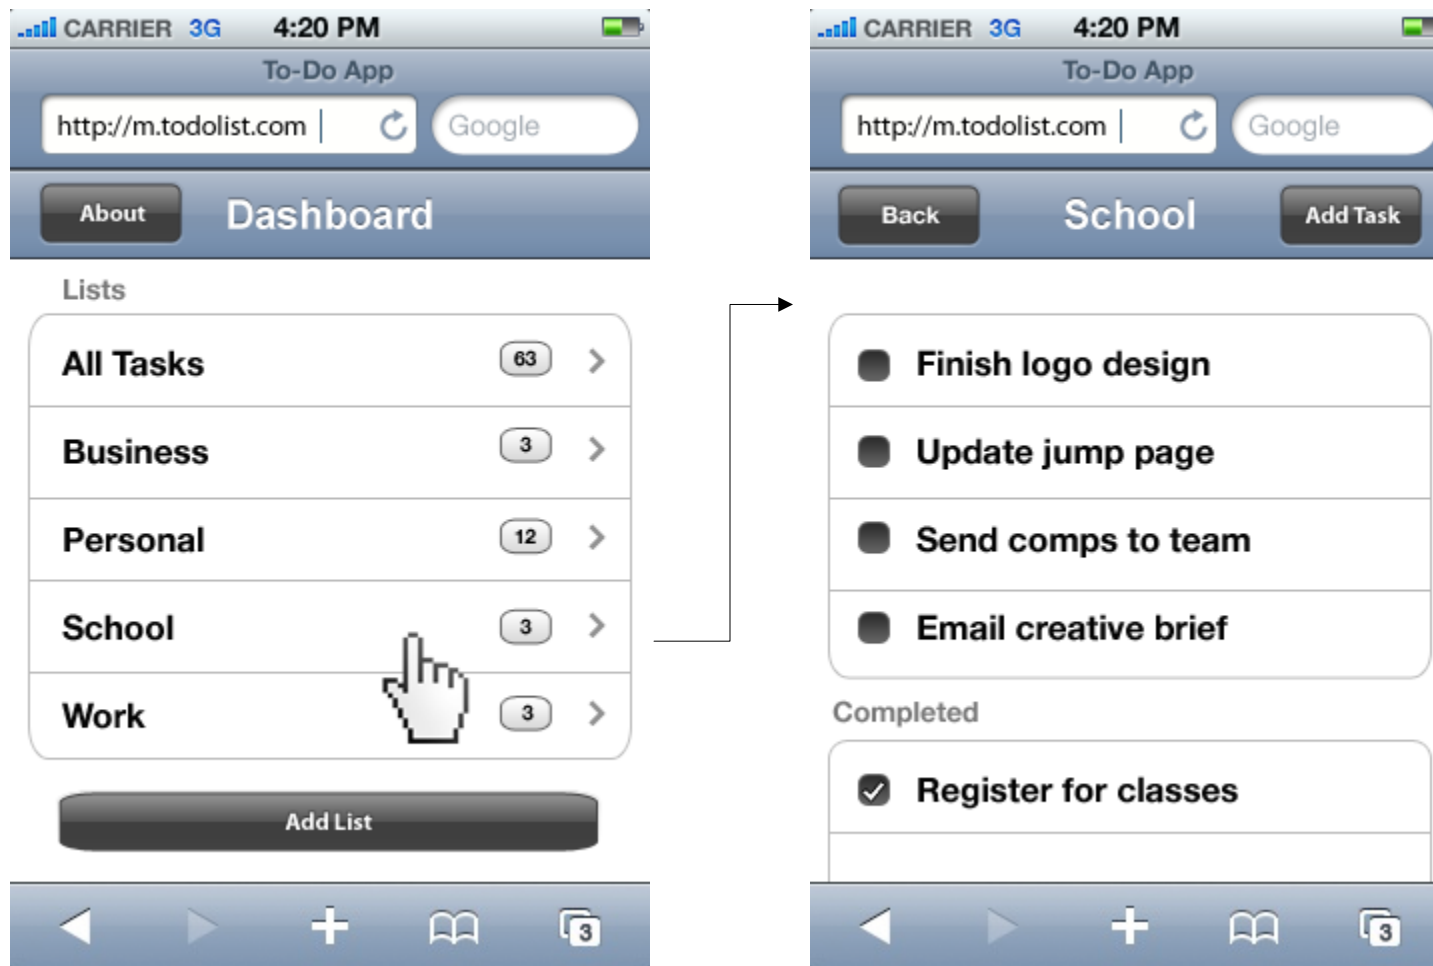 CARRIER 3G 4:20 PM
To-Do App
http://m.todolist.com Google
About Dashboard
Lists
All Tasks 63
Business 3
Personal 12
School 3
Work 3
Add List
3
CARRIER 3G 4:20 PM
To-Do App
http://m.todolist.com Google
Back School Add Task
Finish logo design
Update jump page
Send comps to team
Email creative brief
Completed
Register for classes
3